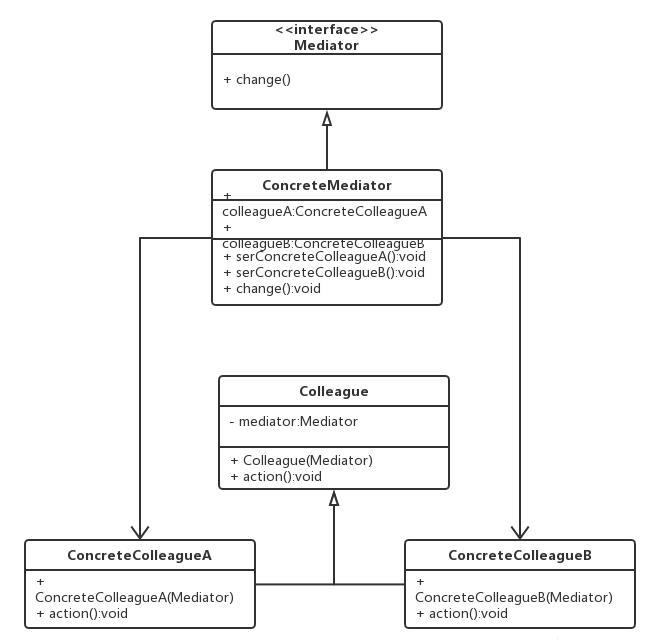 <<interface>>
Mediator
+ change()
ConcreteMediator
+
colleagueA:ConcreteColleagueA
+
colleagueB:ConcreteColleagueB
+ serConcreteColleagueA():void
+ serConcreteColleagueB():void
+ change():void
Colleague
- mediator:Mediator
+ Colleague(Mediator)
+ action():void
ConcreteColleagueA
+
ConcreteColleagueA(Mediator)
+ action():void
ConcreteColleagueB
+
ConcreteColleagueB(Mediator)
+ action():void